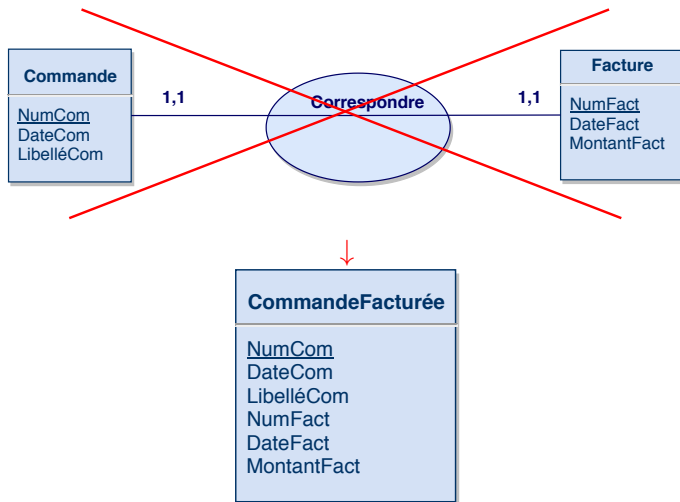 Commande
NumCom
DateCom
LibelléCom
1,1
Correspondre
1,1
Facture
NumFact
DateFact
MontantFact
↓
CommandeFacturée
NumCom
DateCom
LibelléCom
NumFact
DateFact
MontantFact